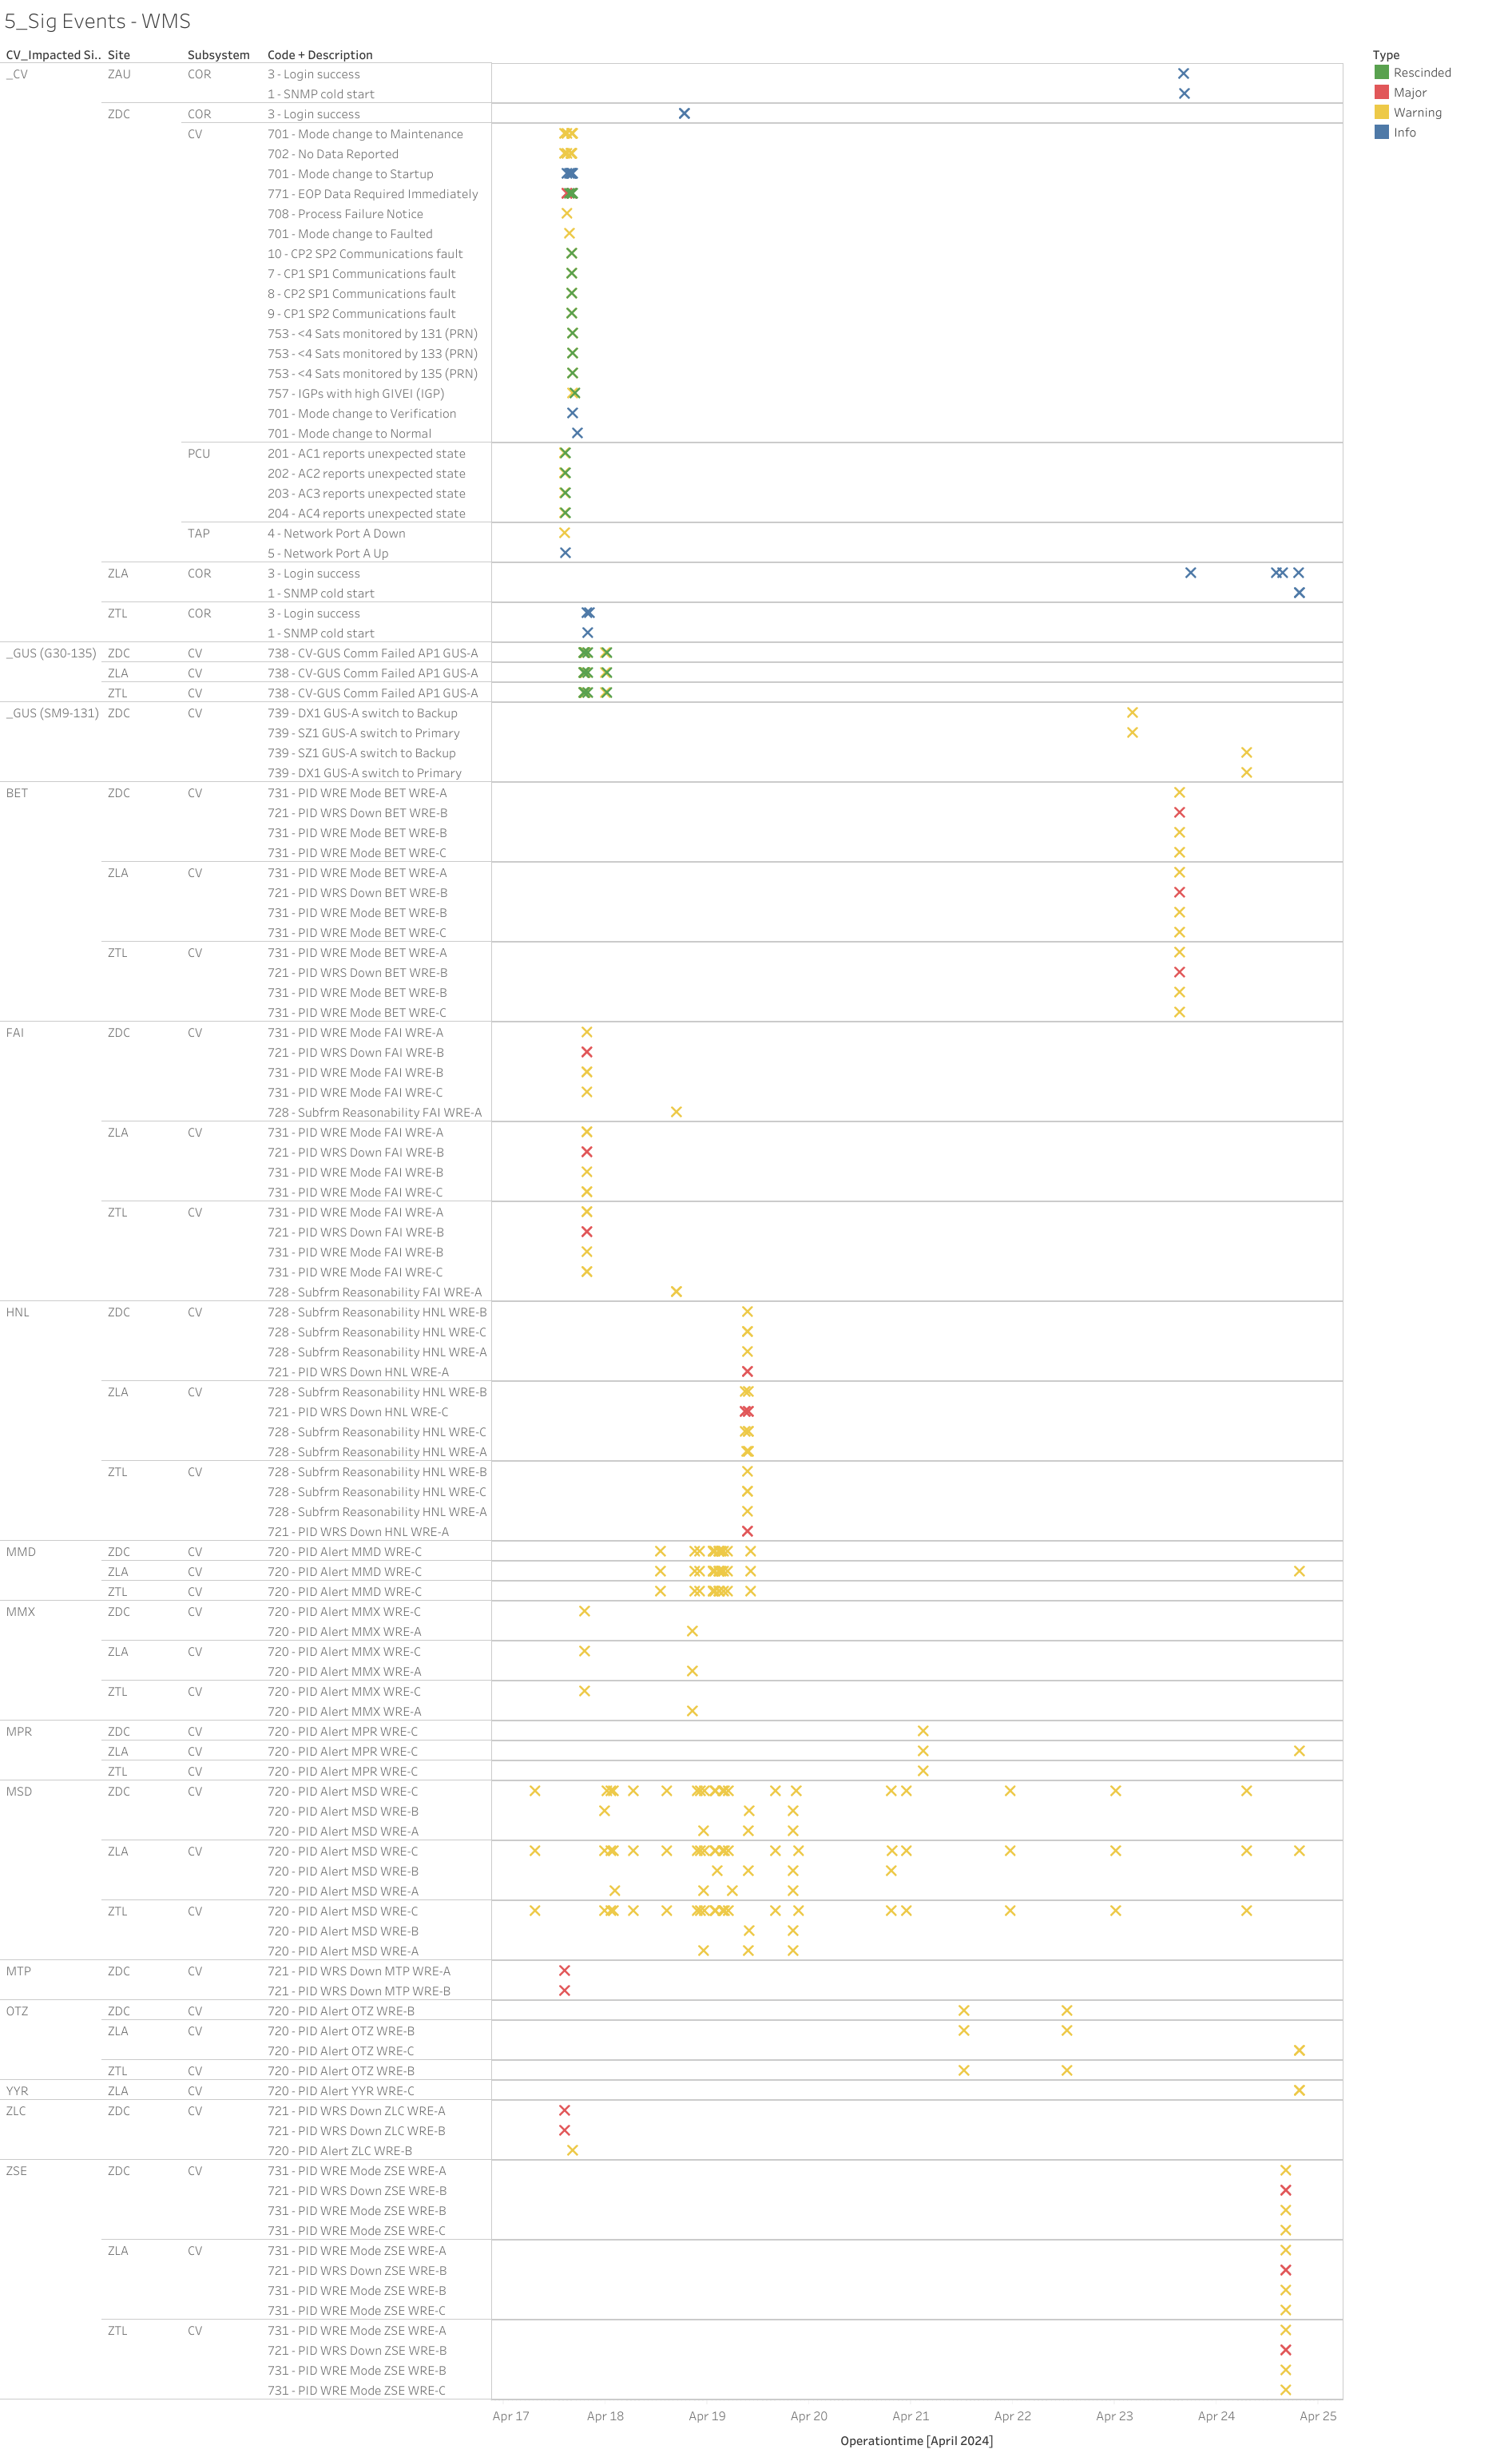 5_Sig Events - WMS
CV_Impacted Si.. Site Subsystem Code + Description Type
_CV ZAU COR 3 - Login success Rescinded
1 - SNMP cold start Major
ZDC COR 3 - Login success Warning
CV 701 - Mode change to Maintenance Info
702 - No Data Reported
701 - Mode change to Startup
771 - EOP Data Required Immediately
708 - Process Failure Notice
701 - Mode change to Faulted
10 - CP2 SP2 Communications fault
7 - CP1 SP1 Communications fault
8 - CP2 SP1 Communications fault
9 - CP1 SP2 Communications fault
753 - <4 Sats monitored by 131 (PRN)
753 - <4 Sats monitored by 133 (PRN)
753 - <4 Sats monitored by 135 (PRN)
757 - IGPs with high GIVEI (IGP)
701 - Mode change to Verification
701 - Mode change to Normal
PCU 201 - AC1 reports unexpected state
202 - AC2 reports unexpected state
203 - AC3 reports unexpected state
204 - AC4 reports unexpected state
TAP 4 - Network Port A Down
5 - Network Port A Up
ZLA COR 3 - Login success
1 - SNMP cold start
ZTL COR 3 - Login success
1 - SNMP cold start
_GUS (G30-135) ZDC CV 738 - CV-GUS Comm Failed AP1 GUS-A
ZLA CV 738 - CV-GUS Comm Failed AP1 GUS-A
ZTL CV 738 - CV-GUS Comm Failed AP1 GUS-A
_GUS (SM9-131) ZDC CV 739 - DX1 GUS-A switch to Backup
739 - SZ1 GUS-A switch to Primary
739 - SZ1 GUS-A switch to Backup
739 - DX1 GUS-A switch to Primary
BET ZDC CV 731 - PID WRE Mode BET WRE-A
721 - PID WRS Down BET WRE-B
731 - PID WRE Mode BET WRE-B
731 - PID WRE Mode BET WRE-C
ZLA CV 731 - PID WRE Mode BET WRE-A
721 - PID WRS Down BET WRE-B
731 - PID WRE Mode BET WRE-B
731 - PID WRE Mode BET WRE-C
ZTL CV 731 - PID WRE Mode BET WRE-A
721 - PID WRS Down BET WRE-B
731 - PID WRE Mode BET WRE-B
731 - PID WRE Mode BET WRE-C
FAI ZDC CV 731 - PID WRE Mode FAI WRE-A
721 - PID WRS Down FAI WRE-B
731 - PID WRE Mode FAI WRE-B
731 - PID WRE Mode FAI WRE-C
728 - Subfrm Reasonability FAI WRE-A
ZLA CV 731 - PID WRE Mode FAI WRE-A
721 - PID WRS Down FAI WRE-B
731 - PID WRE Mode FAI WRE-B
731 - PID WRE Mode FAI WRE-C
ZTL CV 731 - PID WRE Mode FAI WRE-A
721 - PID WRS Down FAI WRE-B
731 - PID WRE Mode FAI WRE-B
731 - PID WRE Mode FAI WRE-C
728 - Subfrm Reasonability FAI WRE-A
HNL ZDC CV 728 - Subfrm Reasonability HNL WRE-B
728 - Subfrm Reasonability HNL WRE-C
728 - Subfrm Reasonability HNL WRE-A
721 - PID WRS Down HNL WRE-A
ZLA CV 728 - Subfrm Reasonability HNL WRE-B
721 - PID WRS Down HNL WRE-C
728 - Subfrm Reasonability HNL WRE-C
728 - Subfrm Reasonability HNL WRE-A
ZTL CV 728 - Subfrm Reasonability HNL WRE-B
728 - Subfrm Reasonability HNL WRE-C
728 - Subfrm Reasonability HNL WRE-A
721 - PID WRS Down HNL WRE-A
MMD ZDC CV 720 - PID Alert MMD WRE-C
ZLA CV 720 - PID Alert MMD WRE-C
ZTL CV 720 - PID Alert MMD WRE-C
MMX ZDC CV 720 - PID Alert MMX WRE-C
720 - PID Alert MMX WRE-A
ZLA CV 720 - PID Alert MMX WRE-C
720 - PID Alert MMX WRE-A
ZTL CV 720 - PID Alert MMX WRE-C
720 - PID Alert MMX WRE-A
MPR ZDC CV 720 - PID Alert MPR WRE-C
ZLA CV 720 - PID Alert MPR WRE-C
ZTL CV 720 - PID Alert MPR WRE-C
MSD ZDC CV 720 - PID Alert MSD WRE-C
720 - PID Alert MSD WRE-B
720 - PID Alert MSD WRE-A
ZLA CV 720 - PID Alert MSD WRE-C
720 - PID Alert MSD WRE-B
720 - PID Alert MSD WRE-A
ZTL CV 720 - PID Alert MSD WRE-C
720 - PID Alert MSD WRE-B
720 - PID Alert MSD WRE-A
MTP ZDC CV 721 - PID WRS Down MTP WRE-A
721 - PID WRS Down MTP WRE-B
OTZ ZDC CV 720 - PID Alert OTZ WRE-B
ZLA CV 720 - PID Alert OTZ WRE-B
720 - PID Alert OTZ WRE-C
ZTL CV 720 - PID Alert OTZ WRE-B
YYR ZLA CV 720 - PID Alert YYR WRE-C
ZLC ZDC CV 721 - PID WRS Down ZLC WRE-A
721 - PID WRS Down ZLC WRE-B
720 - PID Alert ZLC WRE-B
ZSE ZDC CV 731 - PID WRE Mode ZSE WRE-A
721 - PID WRS Down ZSE WRE-B
731 - PID WRE Mode ZSE WRE-B
731 - PID WRE Mode ZSE WRE-C
ZLA CV 731 - PID WRE Mode ZSE WRE-A
721 - PID WRS Down ZSE WRE-B
731 - PID WRE Mode ZSE WRE-B
731 - PID WRE Mode ZSE WRE-C
ZTL CV 731 - PID WRE Mode ZSE WRE-A
721 - PID WRS Down ZSE WRE-B
731 - PID WRE Mode ZSE WRE-B
731 - PID WRE Mode ZSE WRE-C
Apr 17 Apr 18 Apr 19 Apr 20 Apr 21 Apr 22 Apr 23 Apr 24 Apr 25
Operationtime [April 2024]